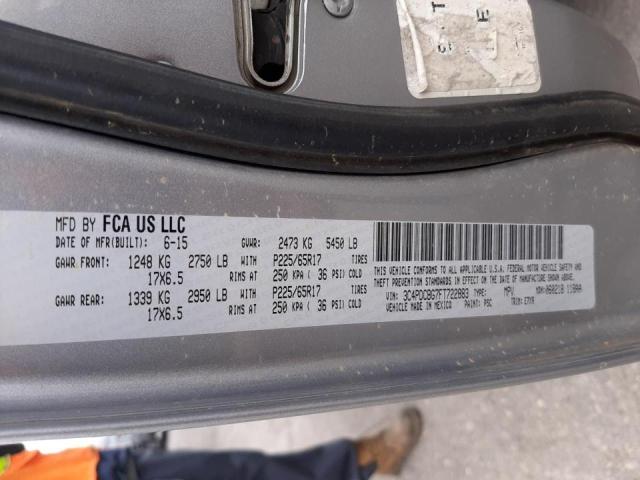 MFD BY FCA US LLC
DATE OF MFR(BUILT): 6-15 GVWR: 2473 KG 5450 LB
GAWR FRONT: 1248 KG 2750 LB WITH P225/65R17 TIRES
17X6.5 RIMS AT 250 KPA ( 36 PSI) COLD
GAWR REAR: 1339 KG 2950 LB WITH P225/65R17 TIRES
17X6.5 RIMS AT 250 KPA ( 36 PSI) COLD
THIS VEHICLE CONFORMS TO ALL APPLICABLE U.S.A. FEDERAL MOTOR VEHICLE SAFETY AND
THEFT PREVENTION STANDARDS IN EFFECT ON THE DATE OF MANUFACTURE SHOWN ABOVE.
VIN: 3C4PDCBG7FT722883 TYPE: MPV
VEHICLE MADE IN MEXICO PAINT: PSC TRIM: